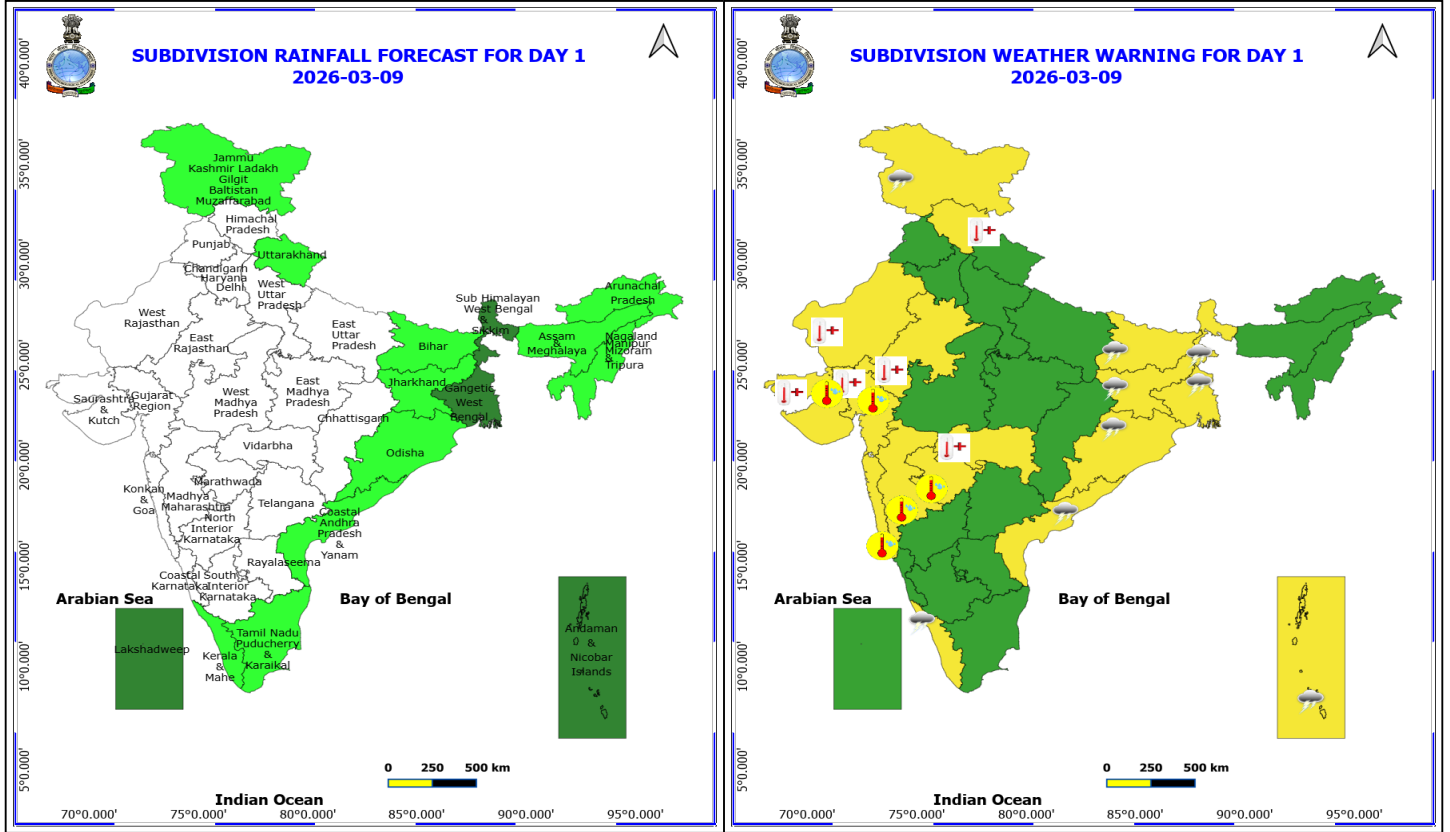 SUBDIVISION RAINFALL FORECAST FOR DAY 1
2026-03-09
40°0.000'
35°0.000'
30°0.000'
25°0.000'
20°0.000'
15°0.000'
10°0.000'
5°0.000'
Jammu
Kashmir Ladakh
Gilgit
Baltistan
Muzaffarabad
Himachal
Pradesh
Punjab
Uttarakhand
Chandigarh
Haryana
Delhi
West
Uttar
Pradesh
Arunachal
Pradesh
Sub Himalayan
West Bengal
&
Sikkim
West
Rajasthan
East
Rajasthan
East
Uttar
Pradesh
Bihar
Assam
&
Meghalaya
Nagaland
Manipur
Mizoram
&
Tripura
Jharkhand
Gangetic
West
Bengal
Saurashtra
&
Kutch
Gujarat
Region
West
Madhya
Pradesh
East
Madhya
Pradesh
Chhattisgarh
Vidarbha
Odisha
Konkan
&
Goa
Madhya
Maharashtra
Marathwada
Telangana
North
Interior
Karnataka
Coastal
Andhra
Pradesh
&
Yanam
Rayalaseema
Coastal
Karnataka
South
Interior
Karnataka
Arabian Sea
Bay of Bengal
Lakshadweep
Kerala
&
Mahe
Tamil Nadu
Puducherry
&
Karaikal
Andaman
&
Nicobar
Islands
0 250 500 km
Indian Ocean
70°0.000' 75°0.000' 80°0.000' 85°0.000' 90°0.000' 95°0.000'
SUBDIVISION WEATHER WARNING FOR DAY 1
2026-03-09
40°0.000'
35°0.000'
30°0.000'
25°0.000'
20°0.000'
15°0.000'
10°0.000'
5°0.000'
Arabian Sea
Bay of Bengal
0 250 500 km
Indian Ocean
70°0.000' 75°0.000' 80°0.000' 85°0.000' 90°0.000' 95°0.000'